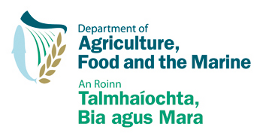 Department of
Agriculture,
Food and the Marine
An Roinn
Talmhaíochta,
Bia agus Mara